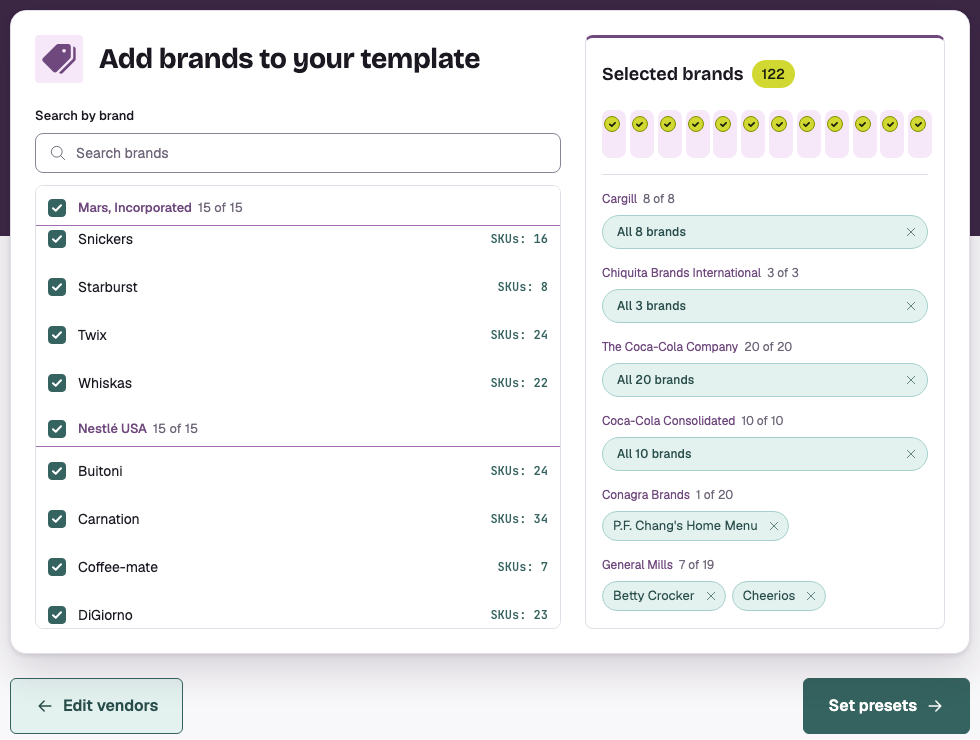 Add brands to your template
Search by brand
Search brands
Mars, Incorporated 15 of 15
Snickers SKUs: 16
Starburst SKUs: 8
Twix SKUs: 24
Whiskas SKUs: 22
Nestlé USA 15 of 15
Buitoni SKUs: 24
Carnation SKUs: 34
Coffee-mate SKUs: 7
DiGiorno SKUs: 23
Selected brands 122
Cargill 8 of 8
All 8 brands
Chiquita Brands International 3 of 3
All 3 brands
The Coca-Cola Company 20 of 20
All 20 brands
Coca-Cola Consolidated 10 of 10
All 10 brands
Conagra Brands 1 of 20
P.F. Chang's Home Menu
General Mills 7 of 19
Betty Crocker Cheerios
Edit vendors
Set presets